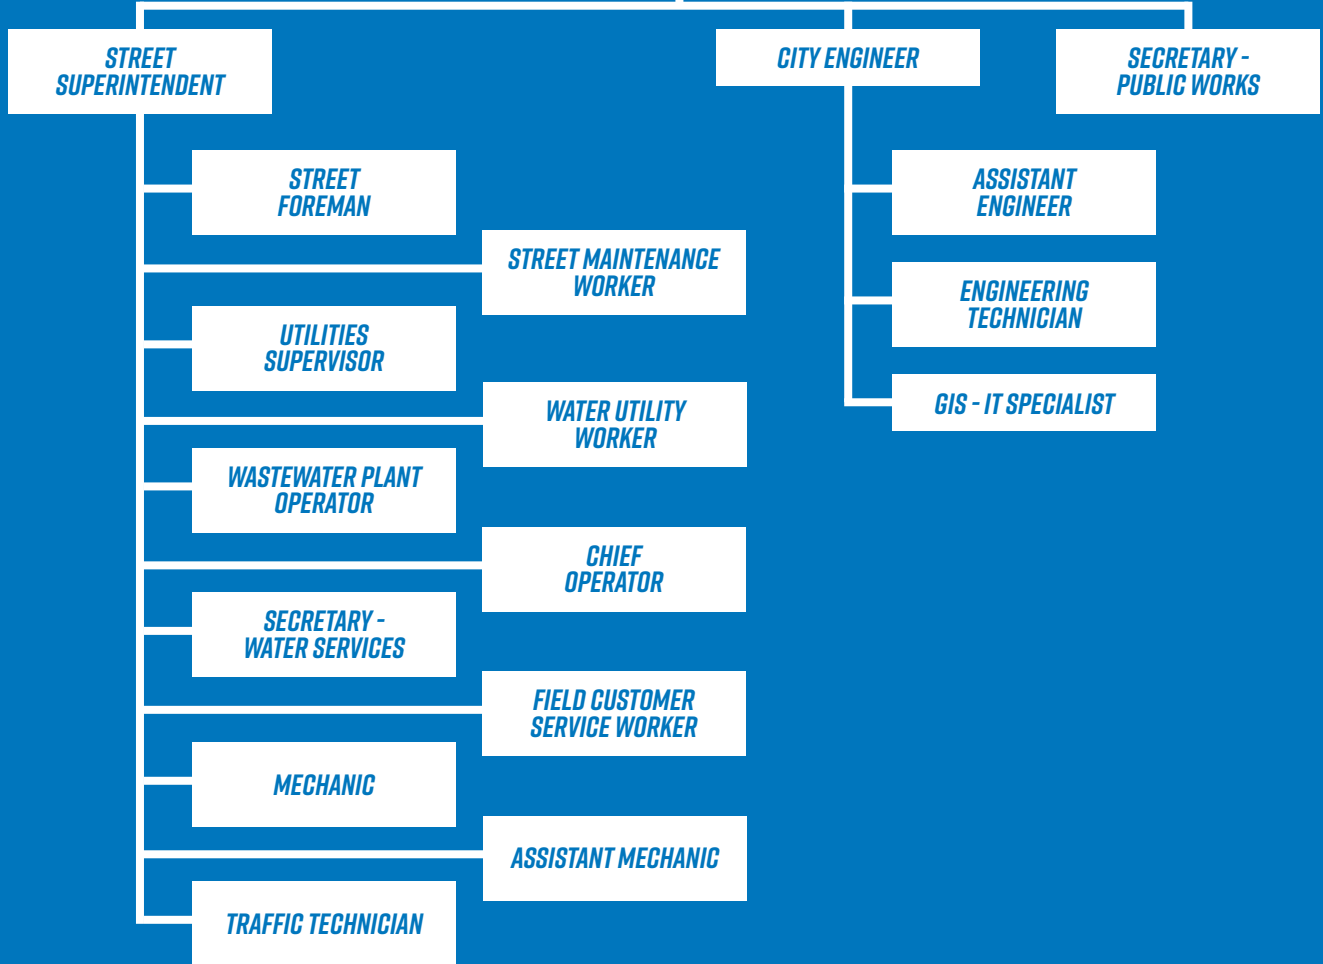 STREET
SUPERINTENDENT
CITY ENGINEER
SECRETARY -
PUBLIC WORKS
STREET
FOREMAN
STREET MAINTENANCE
WORKER
UTILITIES
SUPERVISOR
WATER UTILITY
WORKER
WASTEWATER PLANT
OPERATOR
CHIEF
OPERATOR
SECRETARY -
WATER SERVICES
FIELD CUSTOMER
SERVICE WORKER
MECHANIC
ASSISTANT MECHANIC
TRAFFIC TECHNICIAN
ASSISTANT
ENGINEER
ENGINEERING
TECHNICIAN
GIS - IT SPECIALIST